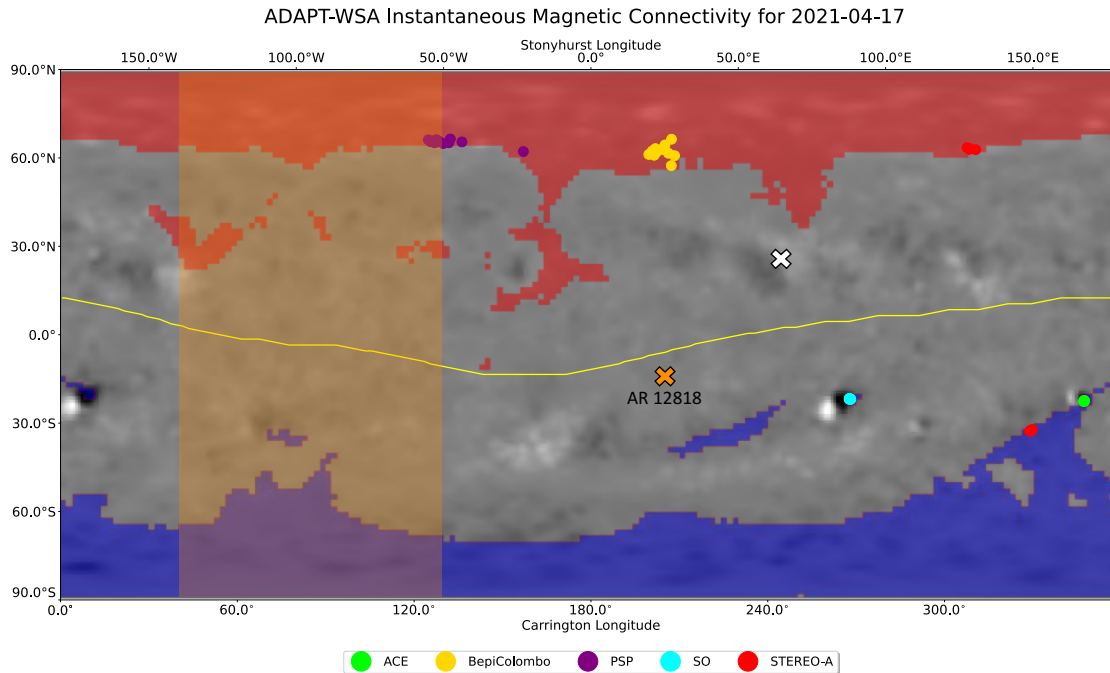 ADAPT-WSA Instantaneous Magnetic Connectivity for 2021-04-17
Stonyhurst Longitude
150.0°W 100.0°W 50.0°W 0.0° 50.0°W 100.0°W 150.0°W
90.0°N
60.0°N
30.0°N
0.0°
30.0°S
60.0°S
90.0°S
AR 12818
0.0° 60.0° 120.0° 180.0° 240.0° 300.0°
Carrington Longitude
ACE BepiColombo PSP SO STEREO-A